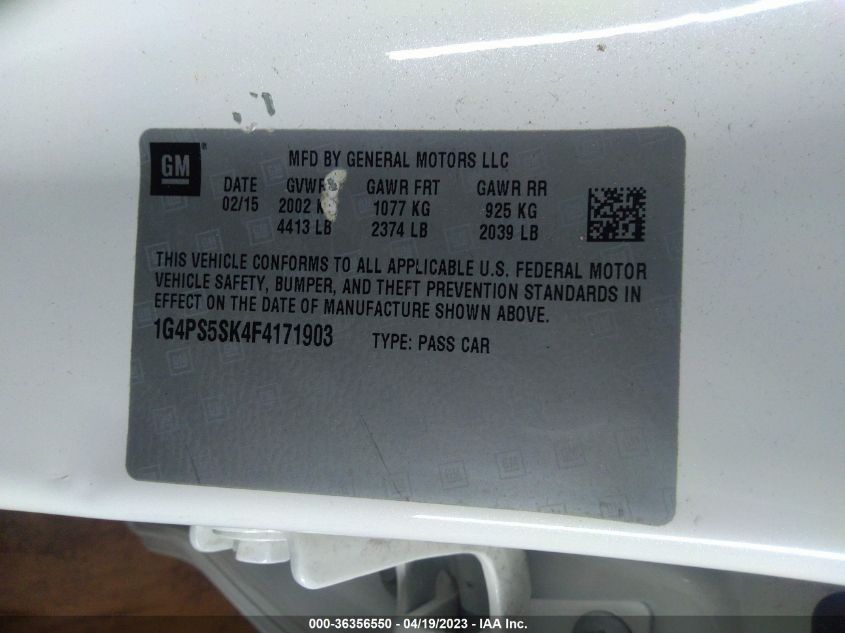 GM ® MFD BY GENERAL MOTORS LLC
DATE GVWR GAWR FRT GAWR RR
02/15 2002 1077 KG 925 KG
4413 LB 2374 LB 2039 LB
THIS VEHICLE CONFORMS TO ALL APPLICABLE U.S. FEDERAL MOTOR
VEHICLE SAFETY, BUMPER, AND THEFT PREVENTION STANDARDS IN
EFFECT ON THE DATE OF MANUFACTURE SHOWN ABOVE.
1G4PS5SK4F4171903 TYPE: PASS CAR
000-36356550 - 04/19/2023 - IAA Inc.